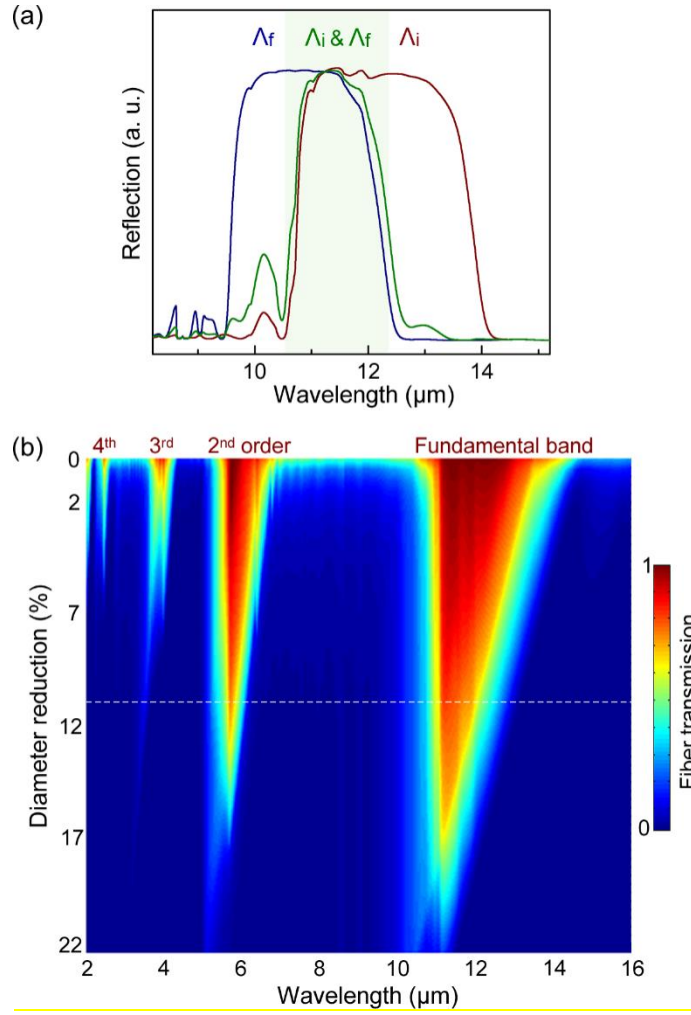 (a)
Λf Λi & Λf Λi
Reflection (a. u.)
10 12 14
Wavelength (µm)
(b)
4th 3rd 2nd order Fundamental band
0
2
7
12
17
22
Diameter reduction (%)
2 4 6 8 10 12 14 16
Wavelength (µm)
1
0
Fiber transmission